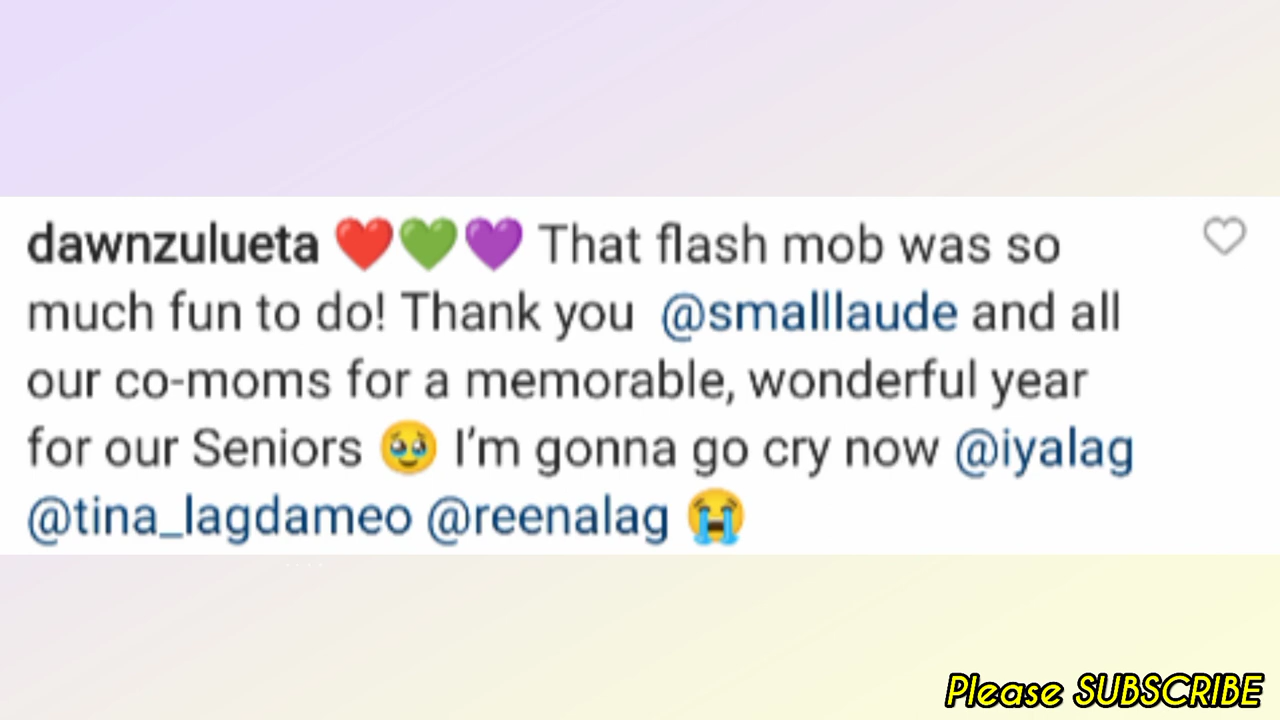 dawnzulueta ❤️💚💜 That flash mob was so
much fun to do! Thank you @smalllaude and all
our co-moms for a memorable, wonderful year
for our Seniors 🥹 I’m gonna go cry now @iyalag
@tina_lagdameo @reenalag 😭
Please SUBSCRIBE